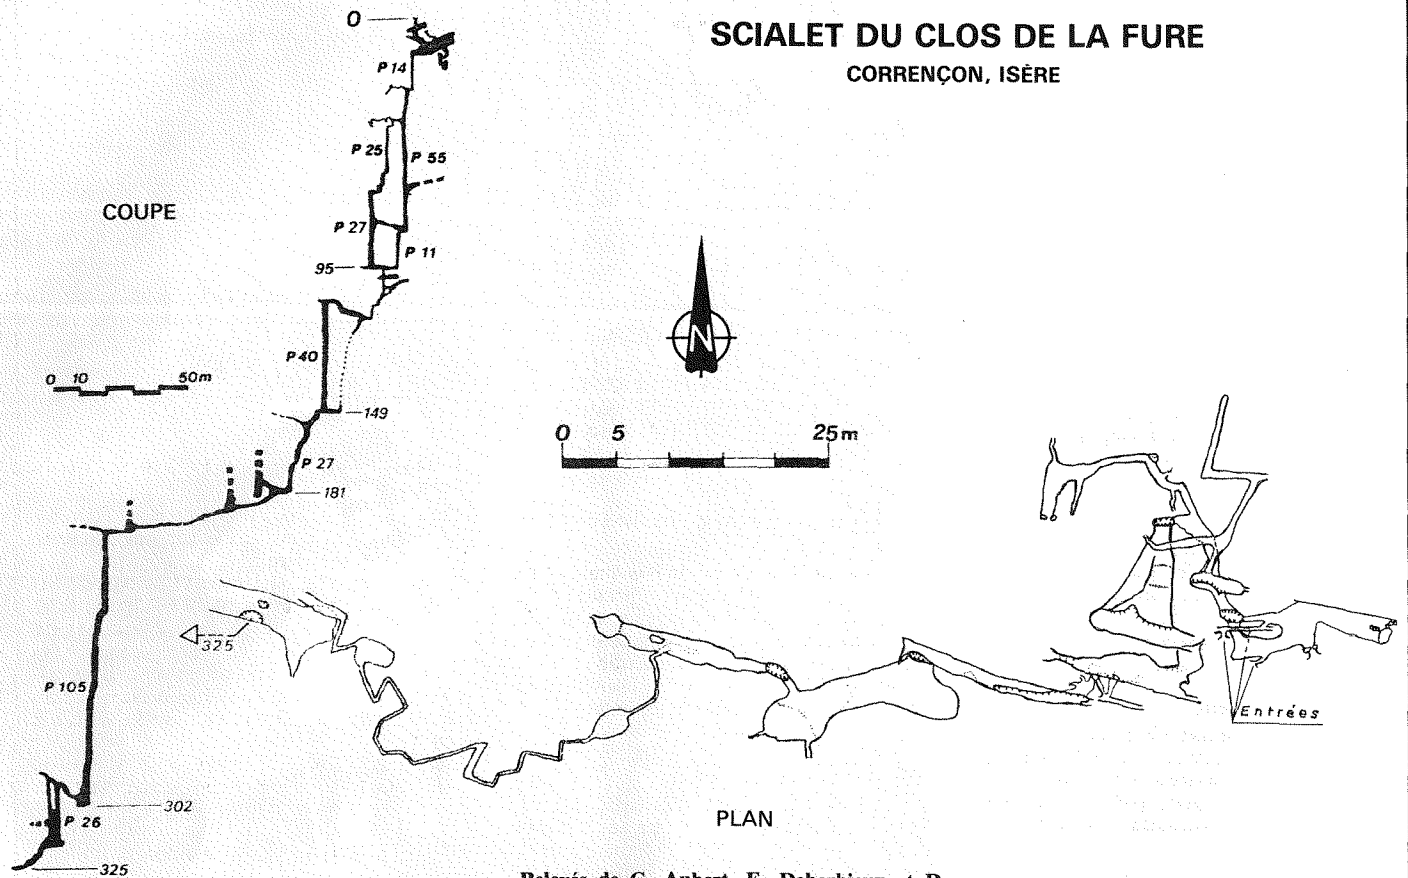 SCIALET DU CLOS DE LA FURE
CORRENÇON, ISÈRE
COUPE
0
P 14
P 25
P 55
P 27
P 11
95
P 40
0 10 50m
149
P 27
181
P 105
302
P 26
325
N
0 5 25m
325
Entrées
PLAN